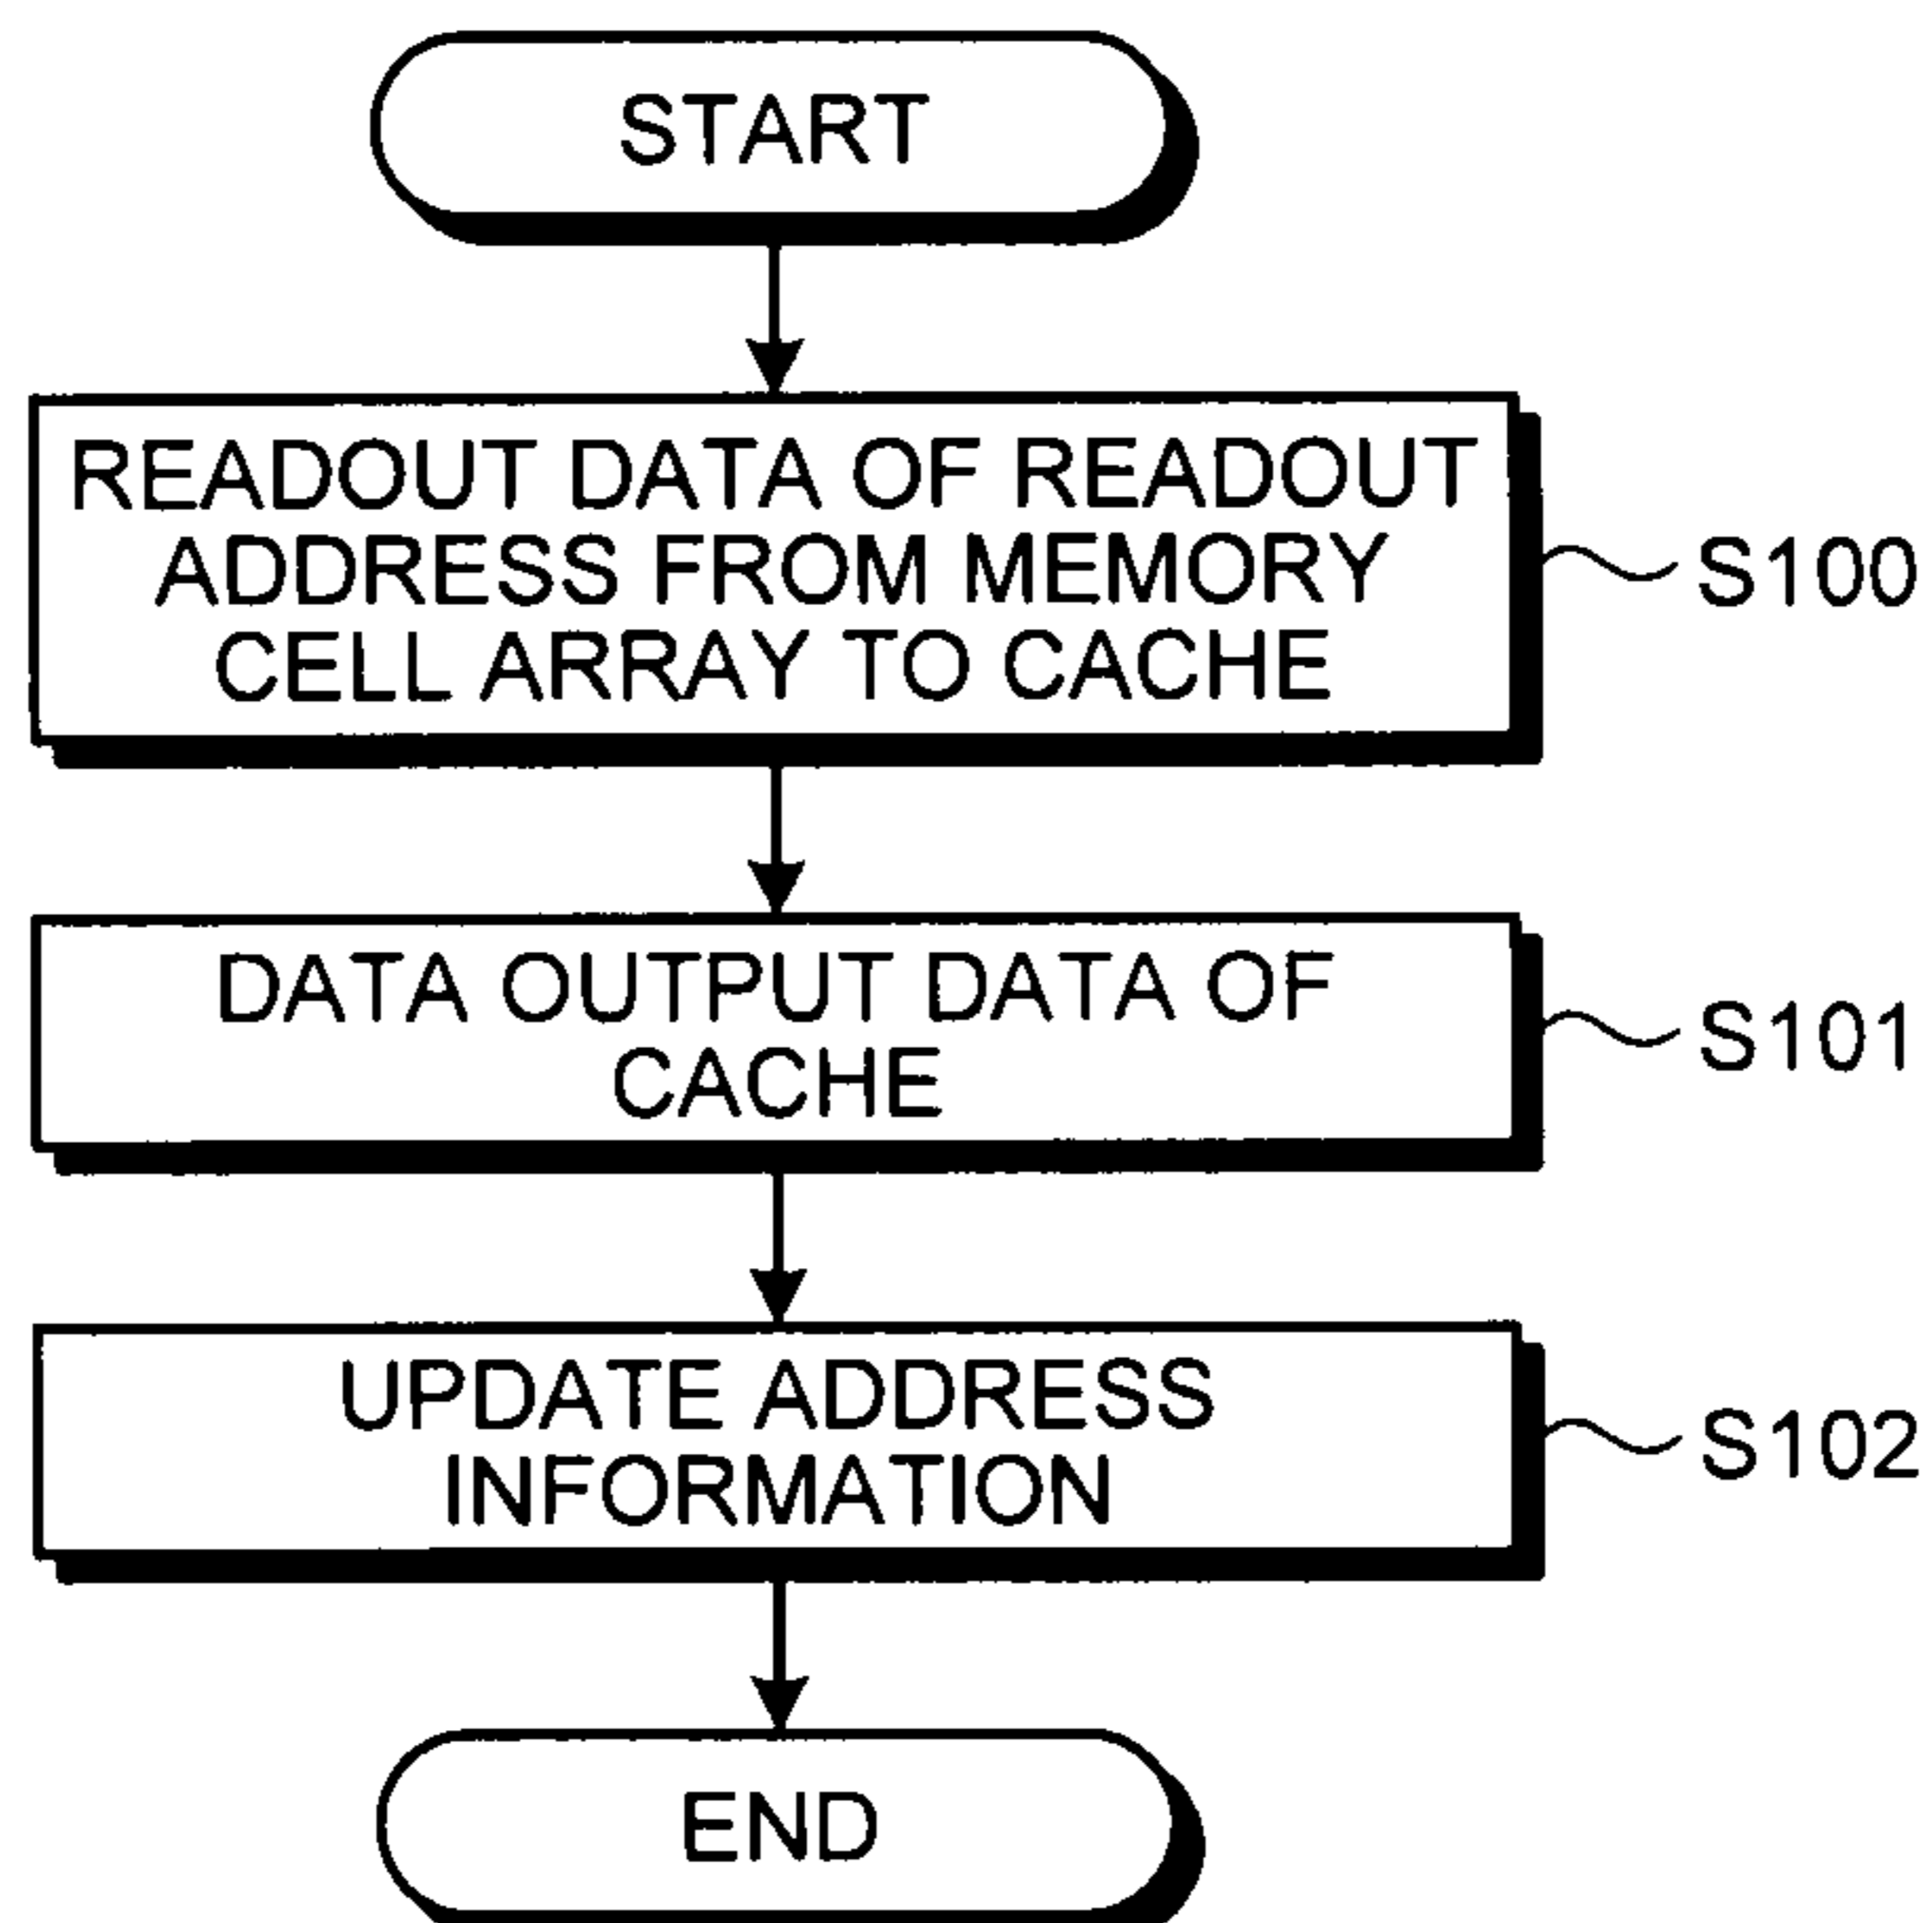 START
READOUT DATA OF READOUT
ADDRESS FROM MEMORY
CELL ARRAY TO CACHE
S100
DATA OUTPUT DATA OF
CACHE
S101
UPDATE ADDRESS
INFORMATION
S102
END